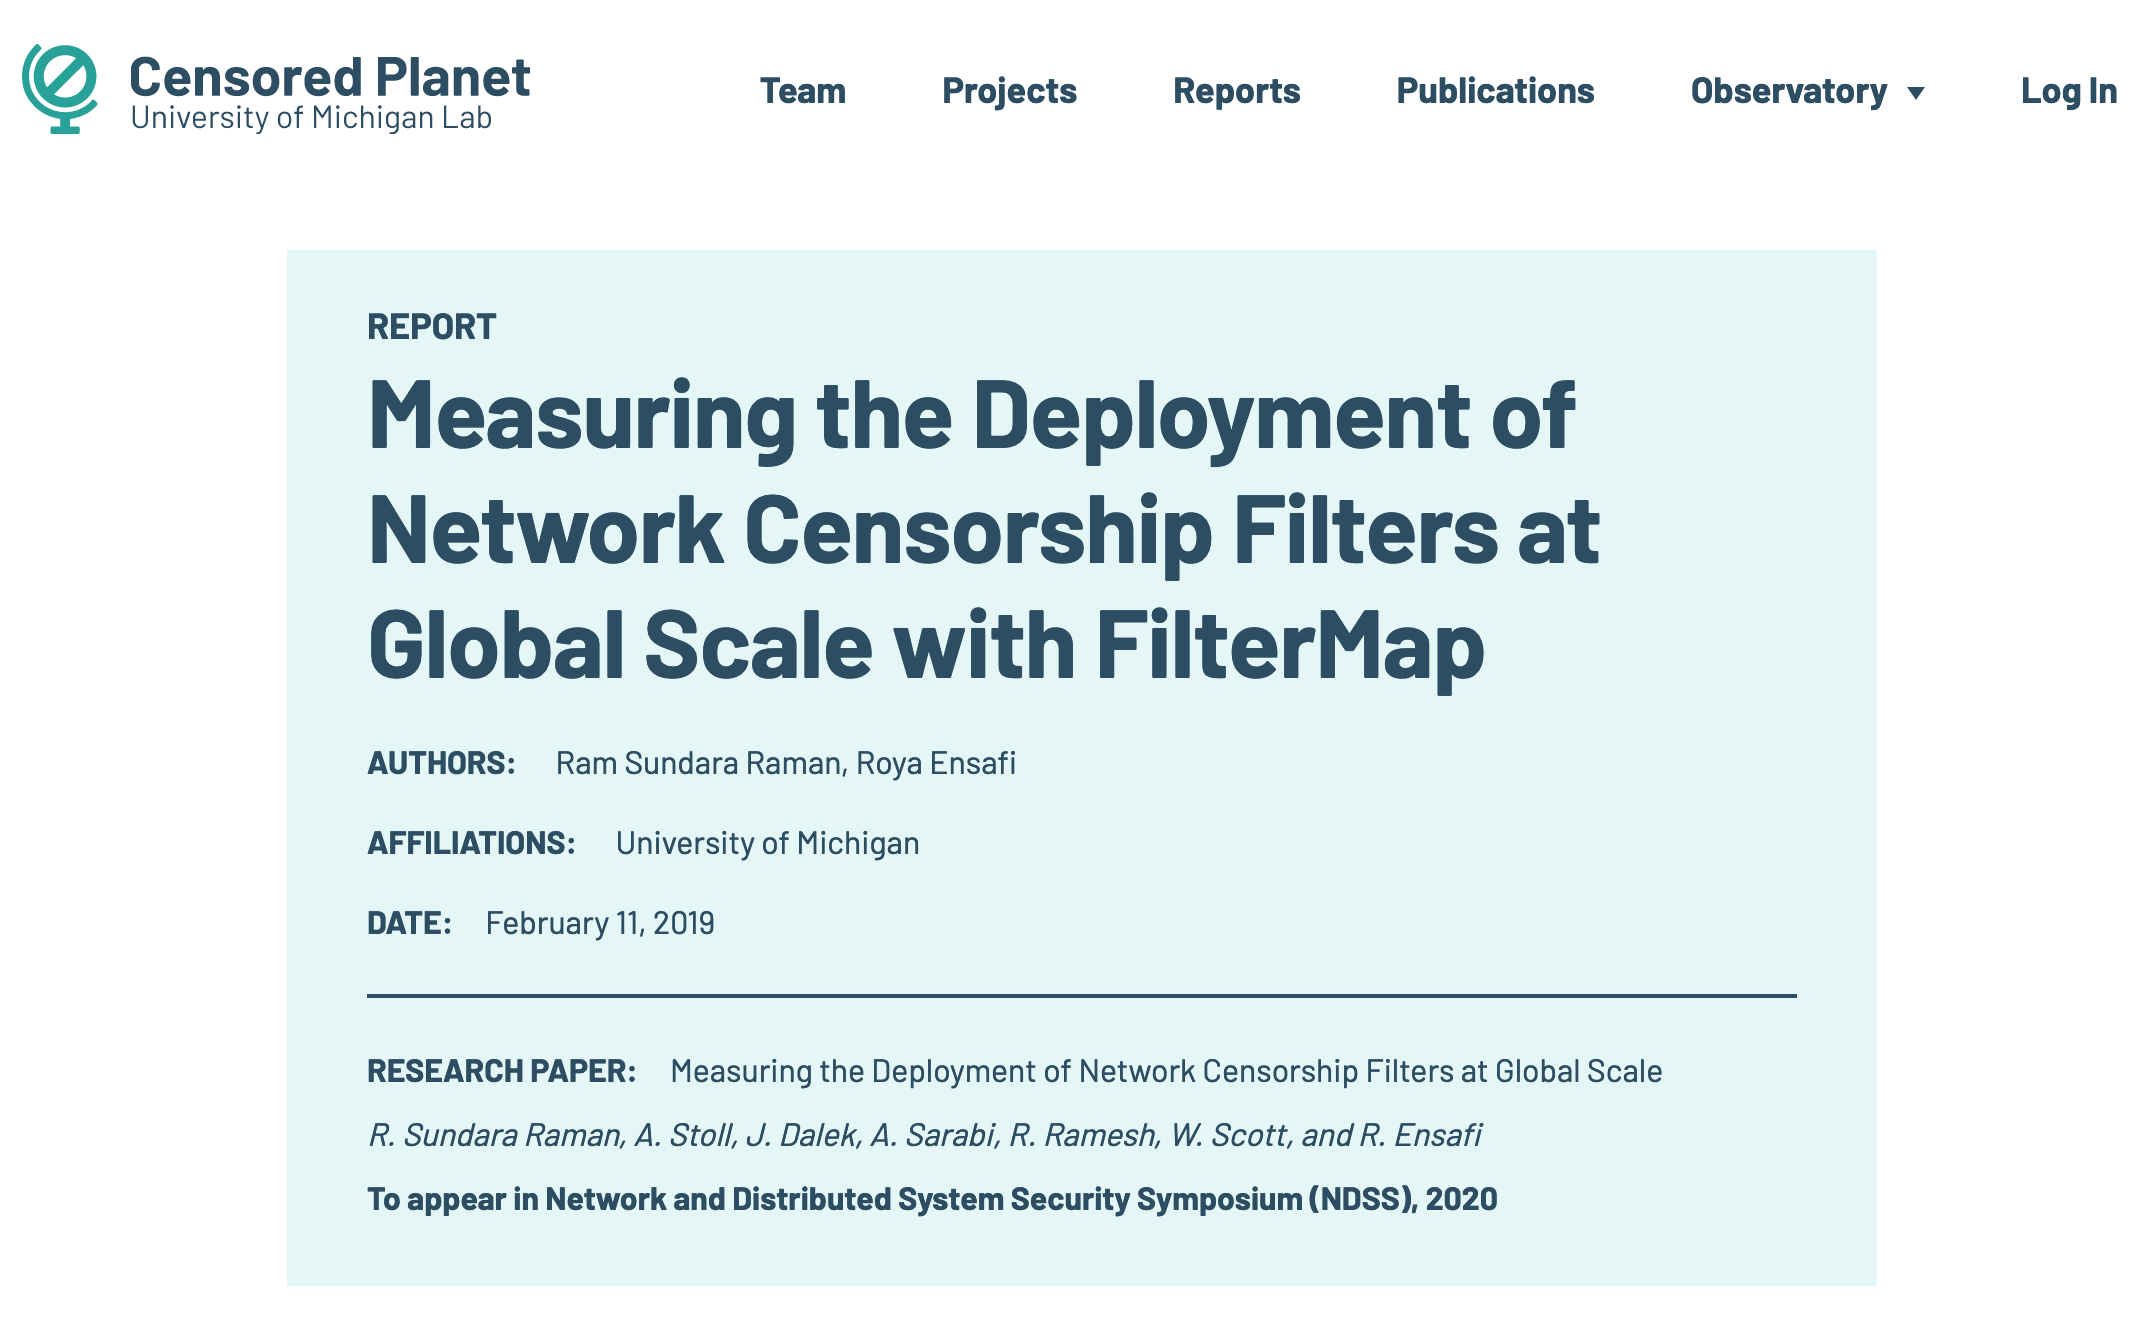 Censored Planet
University of Michigan Lab
Team
Projects
Reports
Publications
Observatory
Log In
REPORT
Measuring the Deployment of
Network Censorship Filters at
Global Scale with FilterMap
AUTHORS: Ram Sundara Raman, Roya Ensafi
AFFILIATIONS: University of Michigan
DATE: February 11, 2019
RESEARCH PAPER: Measuring the Deployment of Network Censorship Filters at Global Scale
R. Sundara Raman, A. Stoll, J. Dalek, A. Sarabi, R. Ramesh, W. Scott, and R. Ensafi
To appear in Network and Distributed System Security Symposium (NDSS), 2020